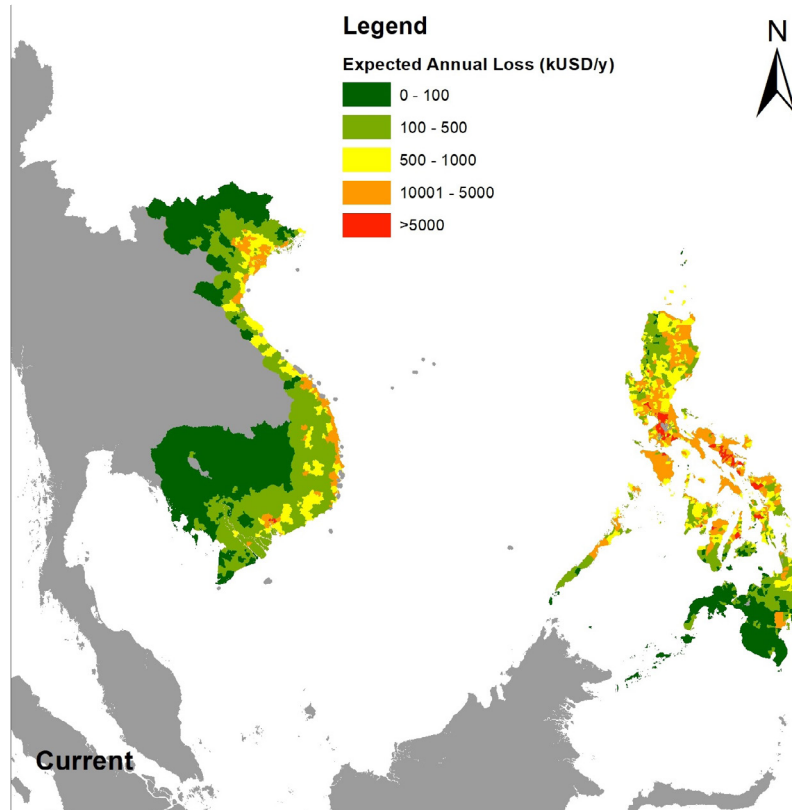 Legend
N
Expected Annual Loss (kUSD/y)
0 - 100
100 - 500
500 - 1000
10001 - 5000
>5000
Current